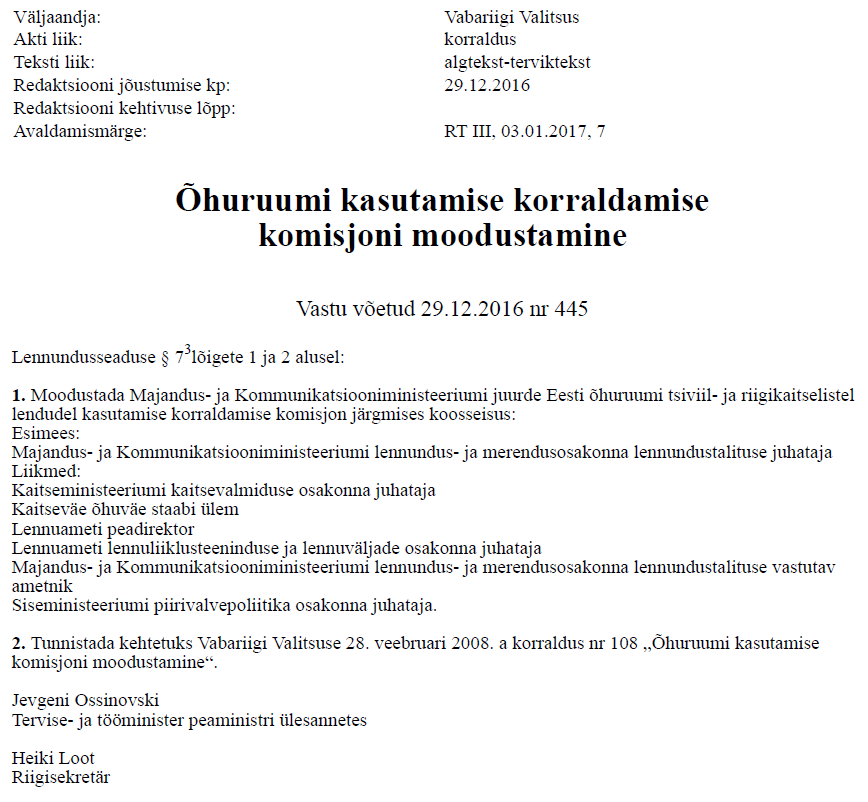 Väljaandja: Vabariigi Valitsus
Akti liik: korraldus
Teksti liik: algtekst-terviktekst
Redaktsiooni jõustumise kp: 29.12.2016
Redaktsiooni kehtivuse lõpp:
Avaldamismärge: RT III, 03.01.2017, 7
Õhuruumi kasutamise korraldamise
komisjoni moodustamine
Vastu võetud 29.12.2016 nr 445
Lennundusseaduse § 7³lõigete 1 ja 2 alusel:
1. Moodustada Majandus- ja Kommunikatsiooniministeeriumi juurde Eesti õhuruumi tsiviil- ja riigikaitselistel
lendudel kasutamise korraldamise komisjon järgmises koosseisus:
Esimees:
Majandus- ja Kommunikatsiooniministeeriumi lennundus- ja merendusosakonna lennundustalituse juhataja
Liikmed:
Kaitseministeeriumi kaitsevalmiduse osakonna juhataja
Kaitseväe õhuväe staabi ülem
Lennuameti peadirektor
Lennuameti lennuliiklusteeninduse ja lennuväljade osakonna juhataja
Majandus- ja Kommunikatsiooniministeeriumi lennundus- ja merendusosakonna lennundustalituse vastutav
ametnik
Siseministeeriumi piirivalvepoliitika osakonna juhataja.
2. Tunnistada kehtetuks Vabariigi Valitsuse 28. veebruari 2008. a korraldus nr 108 „Õhuruumi kasutamise
komisjoni moodustamine“.
Jevgeni Ossinovski
Tervise- ja tööminister peaministri ülesannetes
Heiki Loot
Riigisekretär